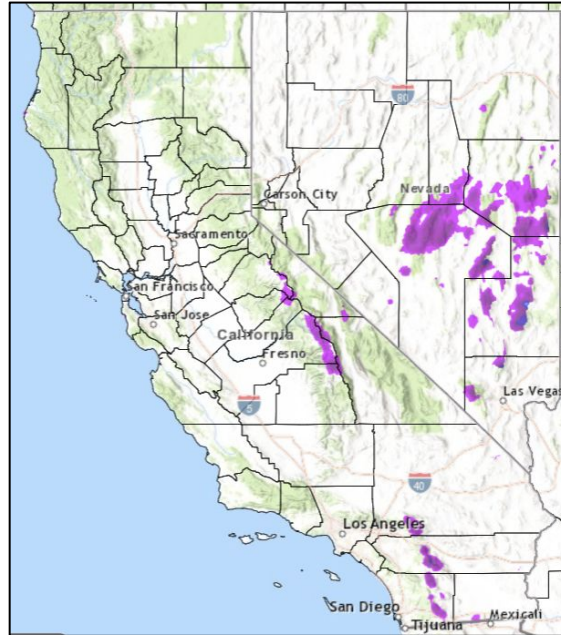 80
Nevada
Carson City
Sacramento
San Francisco
San Jose
California
Fresno
Las Vegas
5
40
Los Angeles
San Diego
Mexicali
Tijuana